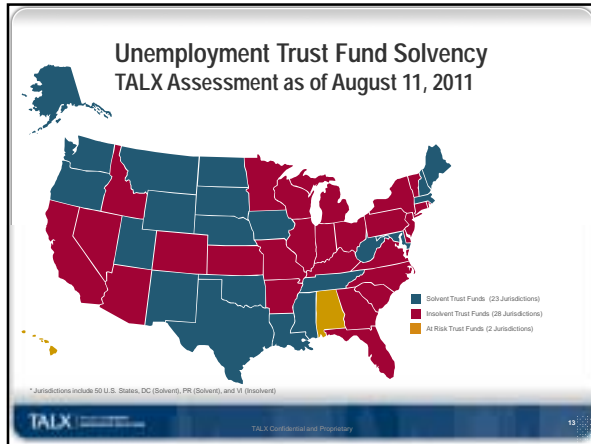 Unemployment Trust Fund Solvency
TALX Assessment as of August 11, 2011
Solvent Trust Funds (23 Jurisdictions)
Insolvent Trust Funds (28 Jurisdictions)
At Risk Trust Funds (2 Jurisdictions)
* Jurisdictions include 50 U.S. States, DC (Solvent), PR (Solvent), and VI (Insolvent)
TALX
TALX Confidential and Proprietary
13